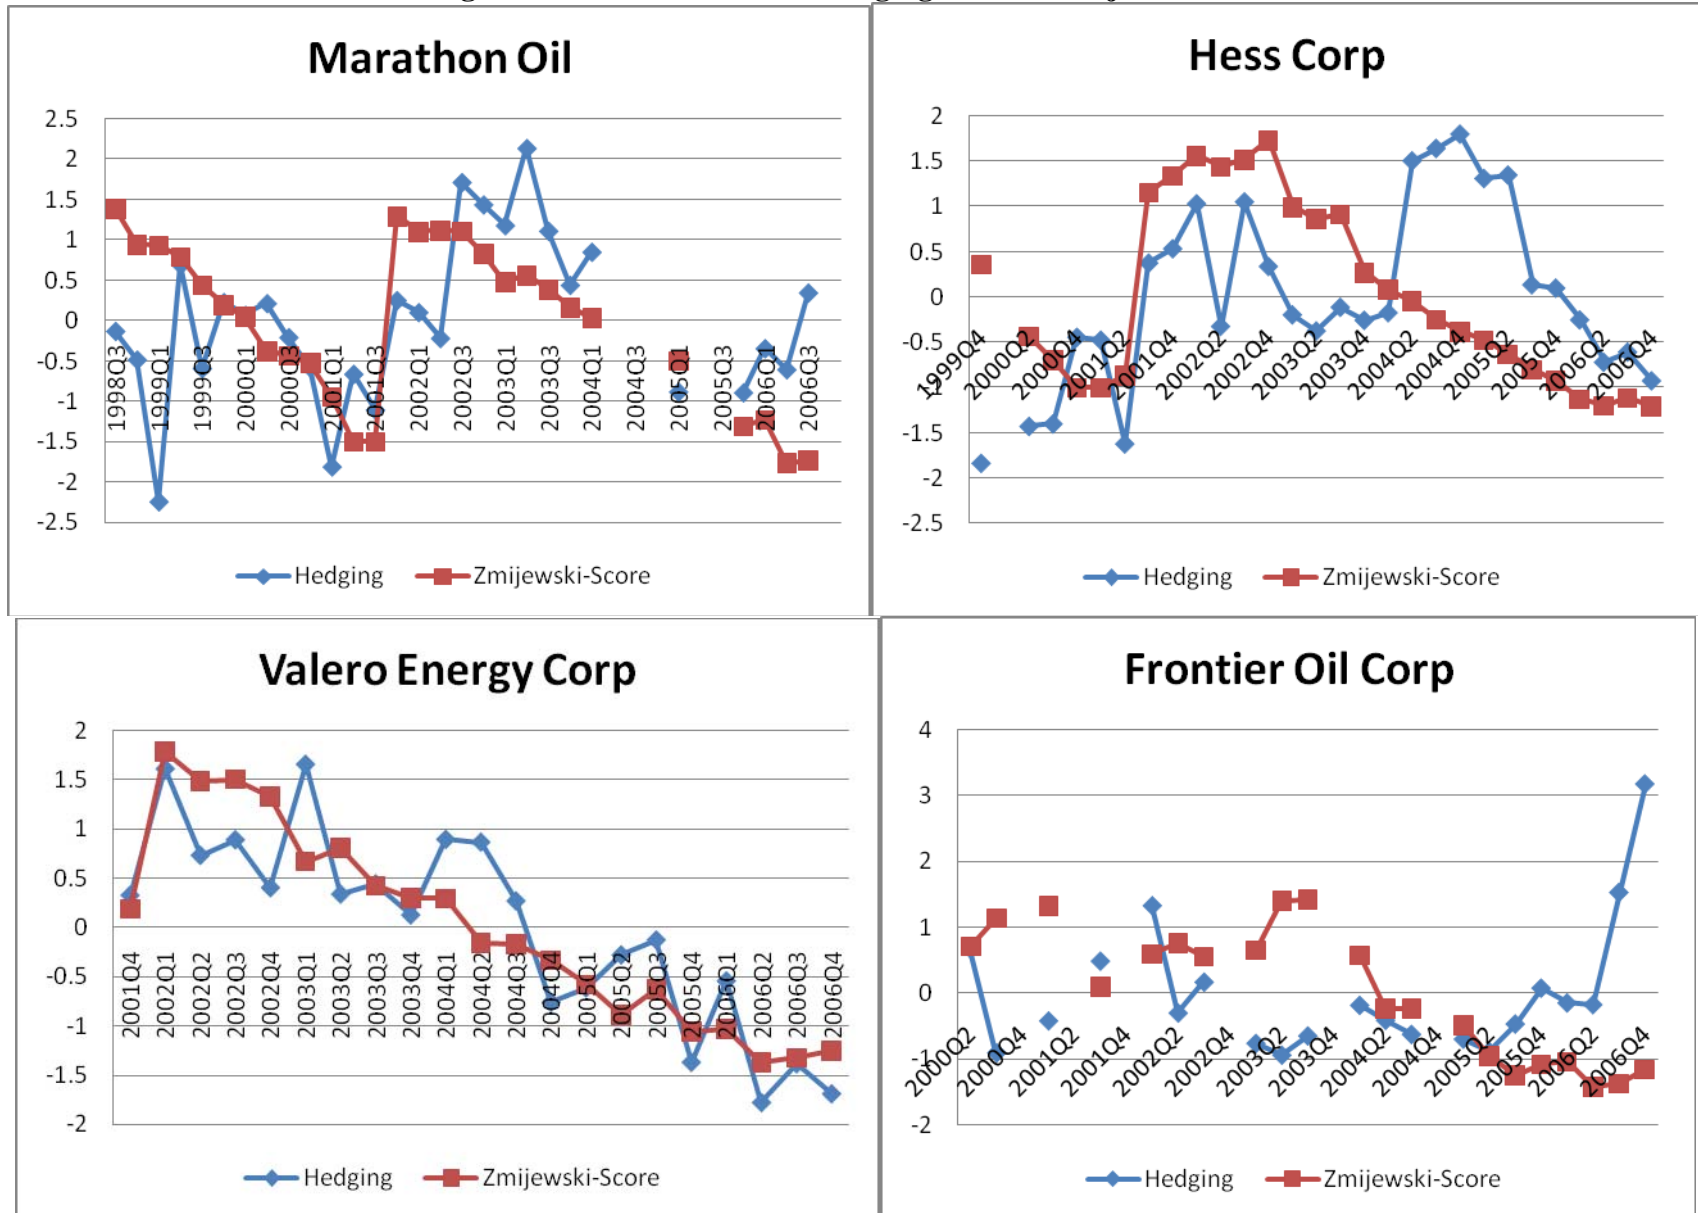 Marathon Oil
2.5
2
1.5
1
0.5
0
-0.5
-1
-1.5
-2
-2.5
1998Q3
1999Q1
1999Q3
2000Q1
2000Q3
2001Q1
2001Q3
2002Q1
2002Q3
2003Q1
2003Q3
2004Q1
2004Q3
2005Q1
2005Q3
2006Q1
2006Q3
Hedging
Zmijewski-Score
Hess Corp
2
1.5
1
0.5
0
-0.5
-1
-1.5
-2
-2.5
1999Q4
2000Q2
2000Q4
2001Q2
2001Q4
2002Q2
2002Q4
2003Q2
2003Q4
2004Q2
2004Q4
2005Q2
2005Q4
2006Q2
2006Q4
Hedging
Zmijewski-Score
Valero Energy Corp
2
1.5
1
0.5
0
-0.5
-1
-1.5
-2
2001Q4
2002Q1
2002Q2
2002Q3
2002Q4
2003Q1
2003Q2
2003Q3
2003Q4
2004Q1
2004Q2
2004Q3
2004Q4
2005Q1
2005Q2
2005Q3
2005Q4
2006Q1
2006Q2
2006Q3
2006Q4
Hedging
Zmijewski-Score
Frontier Oil Corp
4
3
2
1
0
-1
-2
2000Q2
2000Q4
2001Q2
2001Q4
2002Q2
2002Q4
2003Q2
2003Q4
2004Q2
2004Q4
2005Q2
2005Q4
2006Q2
2006Q4
Hedging
Zmijewski-Score